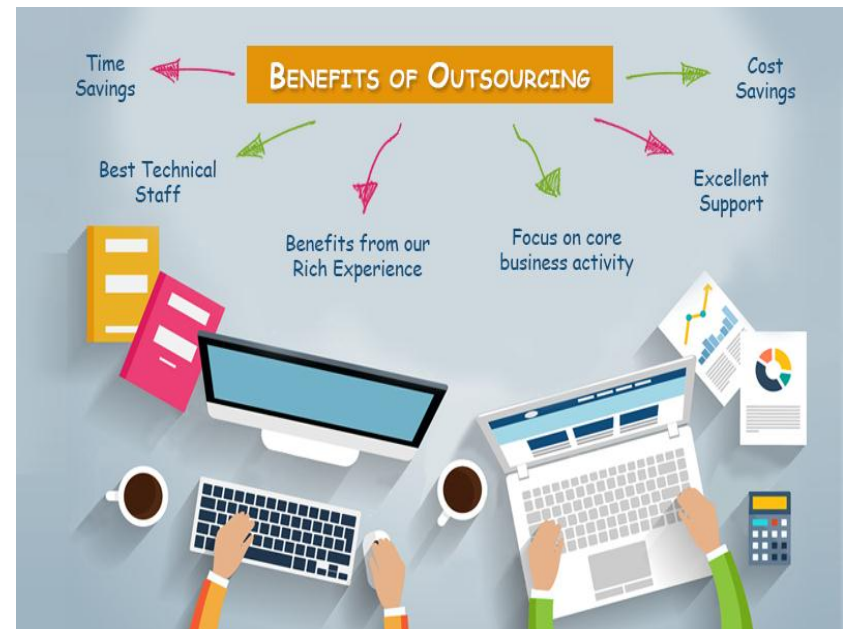 BENEFITS OF OUTSOURCING
Time
Savings
Cost
Savings
Best Technical
Staff
Excellent
Support
Benefits from our
Rich Experience
Focus on core
business activity